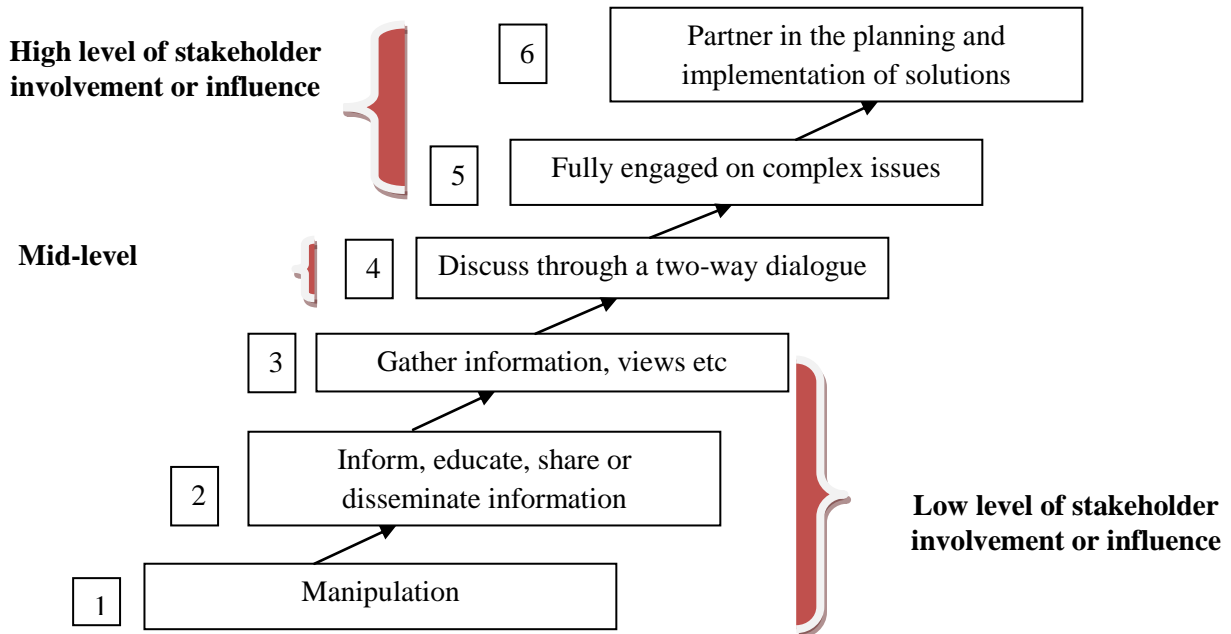 High level of stakeholder
involvement or influence
6
Partner in the planning and
implementation of solutions
5
Fully engaged on complex issues
Mid-level
4
Discuss through a two-way dialogue
3
Gather information, views etc
2
Inform, educate, share or
disseminate information
Low level of stakeholder
involvement or influence
1
Manipulation